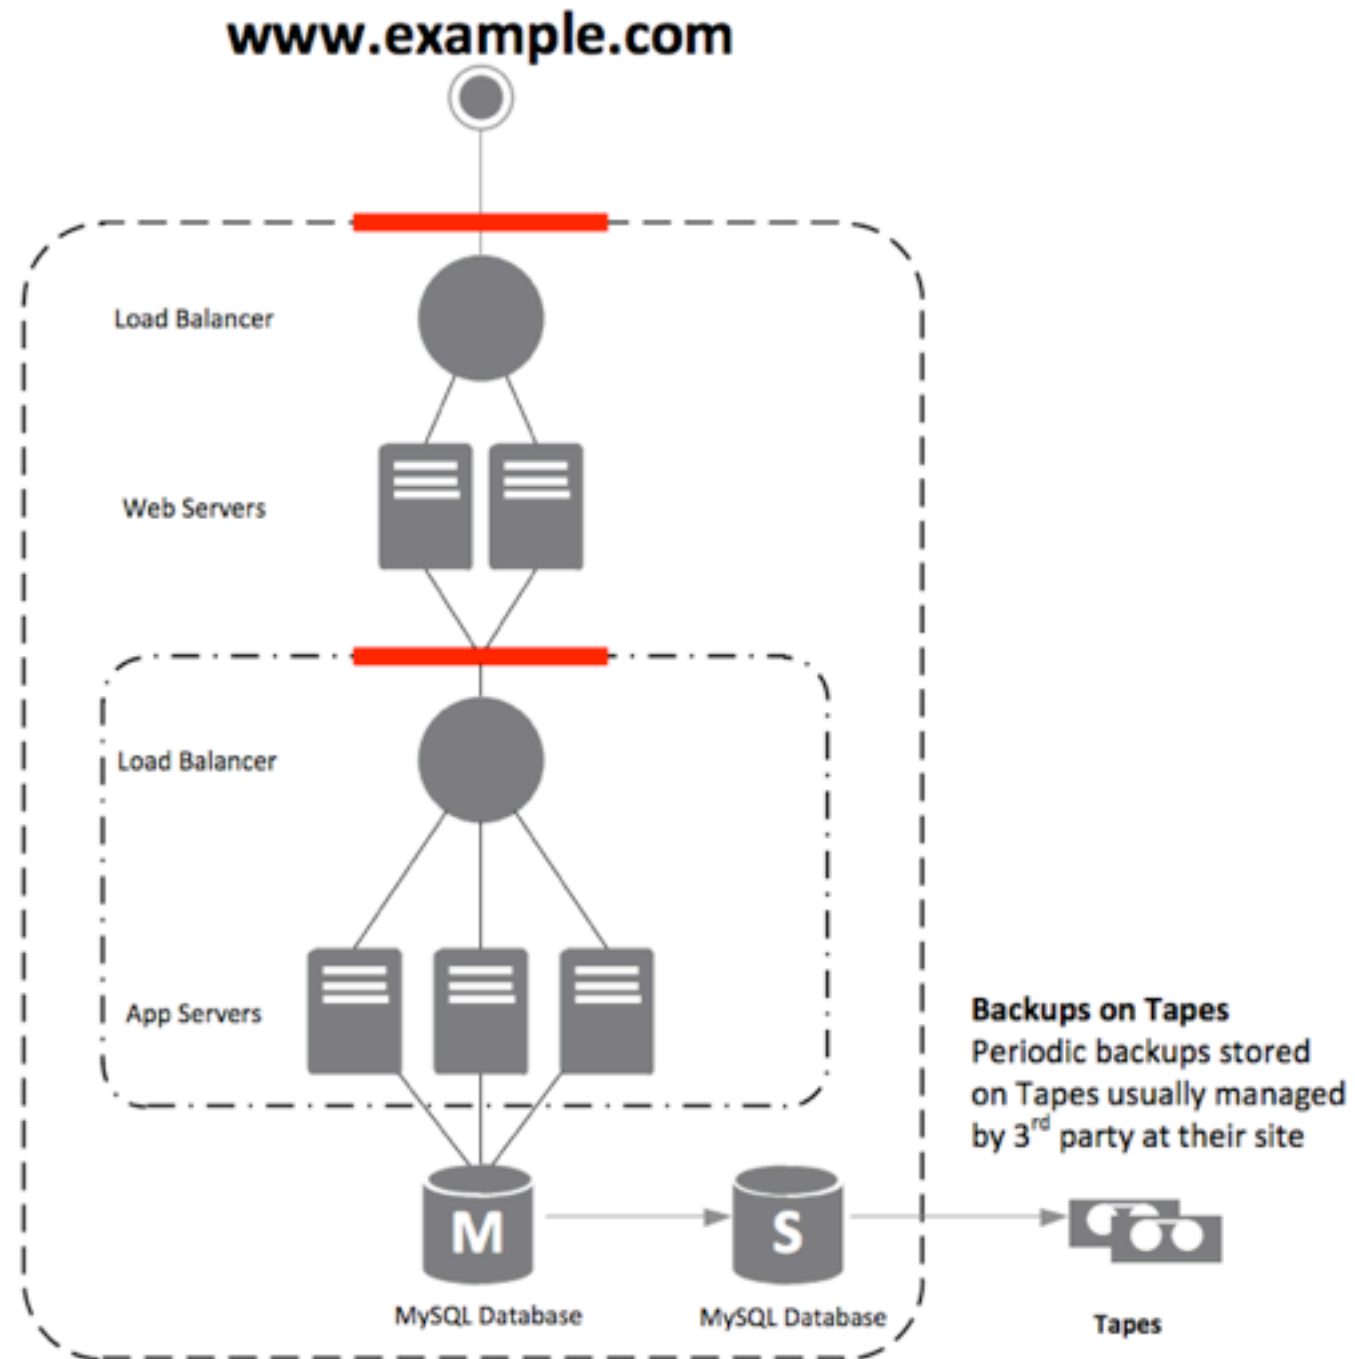 www.example.com
Load Balancer
Web Servers
Load Balancer
App Servers
Backups on Tapes
Periodic backups stored
on Tapes usually managed
by 3rd party at their site
M
S
MySQL Database
MySQL Database
Tapes